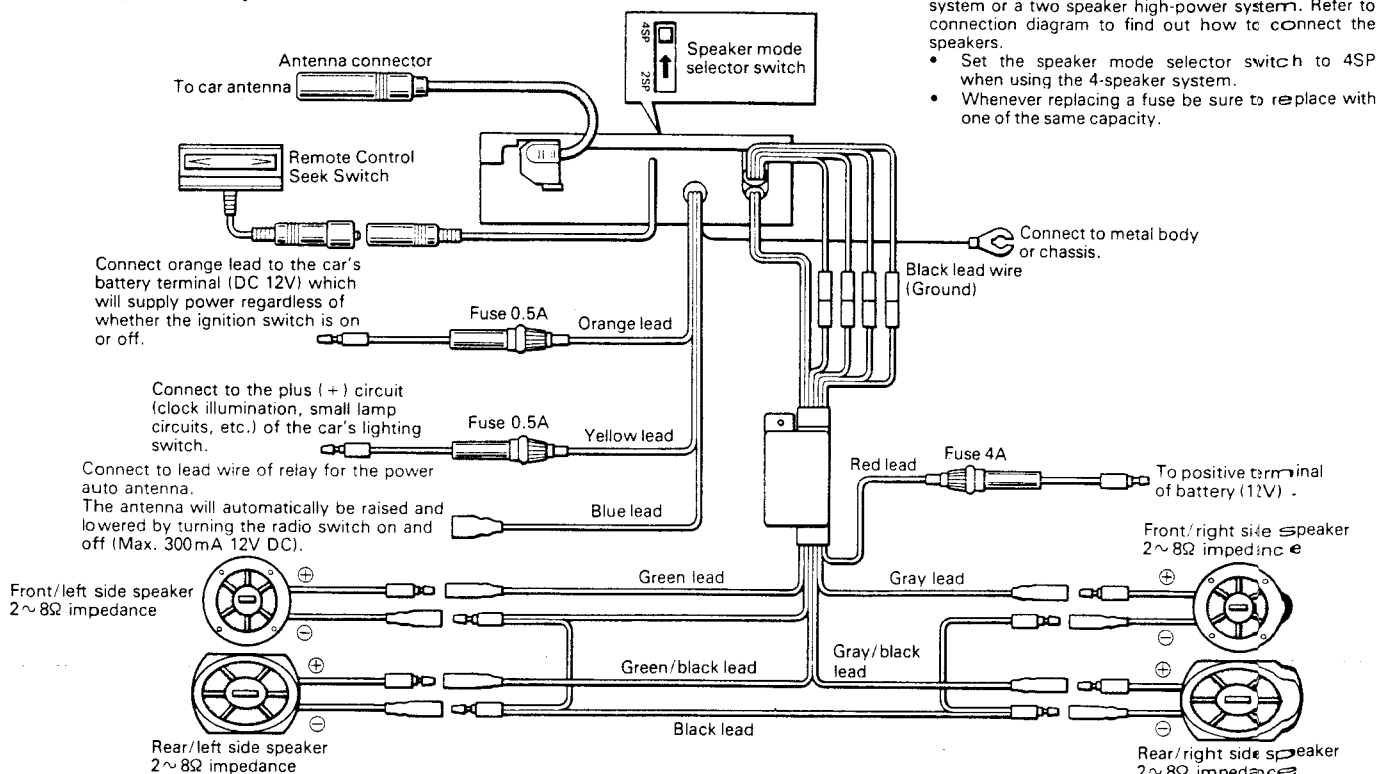 system or a two speaker high-power system. Refer to
connection diagram to find out how to connect the
speakers.
• Set the speaker mode selector switch to 4SP
when using the 4-speaker system.
• Whenever replacing a fuse be sure to replace with
one of the same capacity.
4SP
2SP
Speaker mode
selector switch
Antenna connector
To car antenna
Remote Control
Seek Switch
Connect to metal body
or chassis.
Black lead wire
(Ground)
Connect orange lead to the car's
battery terminal (DC 12V) which
will supply power regardless of
whether the ignition switch is on
or off.
Fuse 0.5A
Orange lead
Connect to the plus (+) circuit
(clock illumination, small lamp
circuits, etc.) of the car's lighting
switch.
Fuse 0.5A
Yellow lead
Connect to lead wire of relay for the power
auto antenna.
The antenna will automatically be raised and
lowered by turning the radio switch on and
off (Max. 300mA 12V DC).
Blue lead
Red lead
Fuse 4A
To positive terminal
of battery (12V) .
Front/left side speaker
2~8Ω impedance
⊕
⊖
Green lead
Gray lead
Front/right side speaker
2~8Ω impedance
⊕
⊖
Rear/left side speaker
2~8Ω impedance
⊕
⊖
Green/black lead
Gray/black
lead
Black lead
⊕
⊖
Rear/right side speaker
2~8Ω impedance